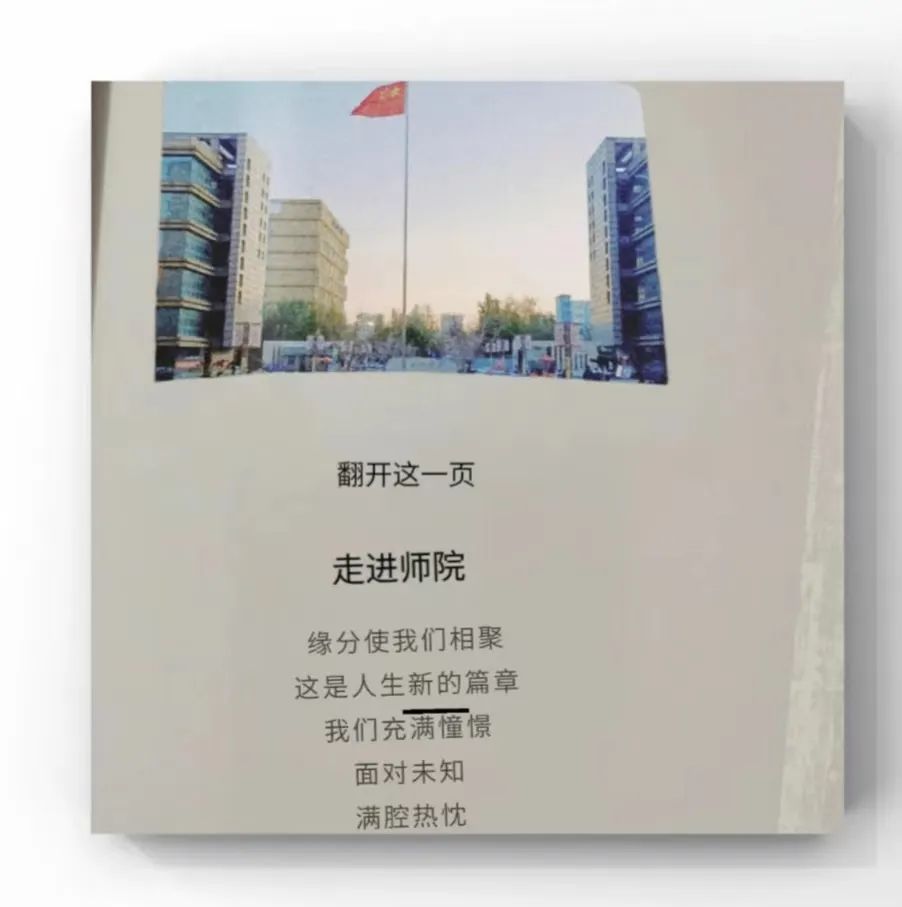 翻开这一页
走进师院
缘分使我们相聚
这是人生新的篇章
我们充满憧憬
面对未知
满腔热忱